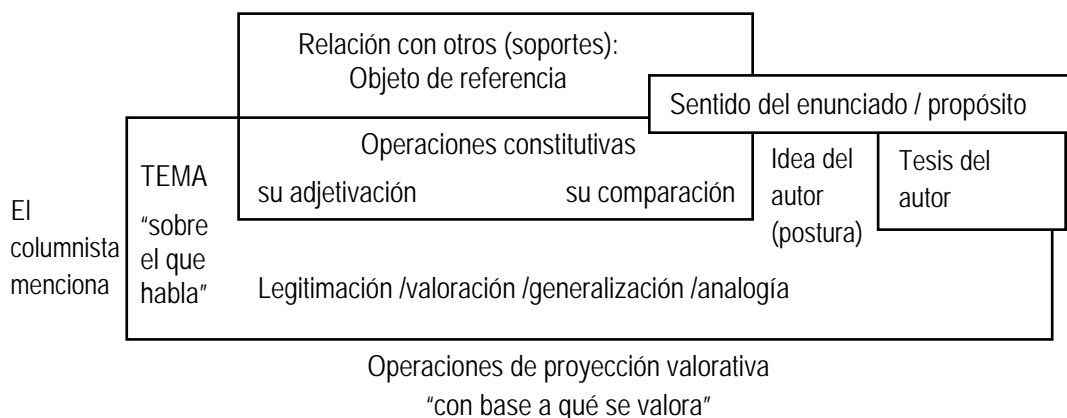 Relación con otros (soportes):
Objeto de referencia
Sentido del enunciado / propósito
Operaciones constitutivas
su adjetivación su comparación
Idea del
autor
(postura)
Tesis del
autor
El
columnista
menciona
TEMA
“sobre
el que
habla”
Legitimación /valoración /generalización /analogía
Operaciones de proyección valorativa
“con base a qué se valora”